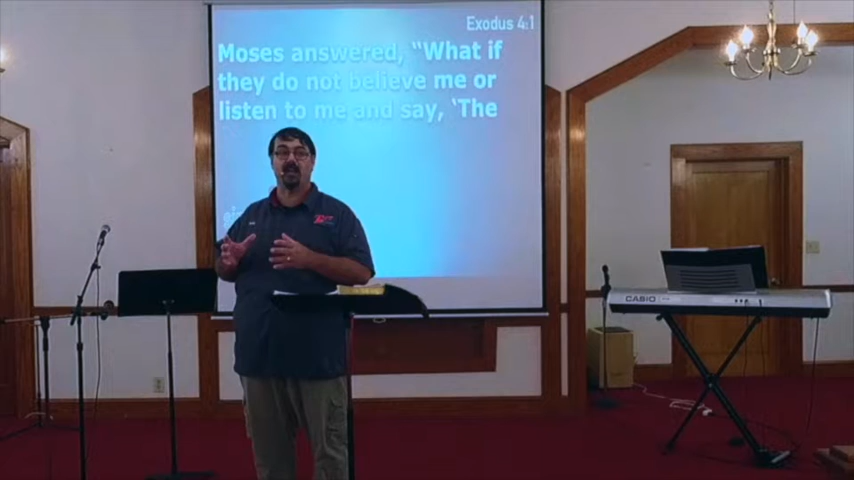 Exodus 4:1
Moses answered, “What if
they do not believe me or
listen to me and say, ‘The
CASIO